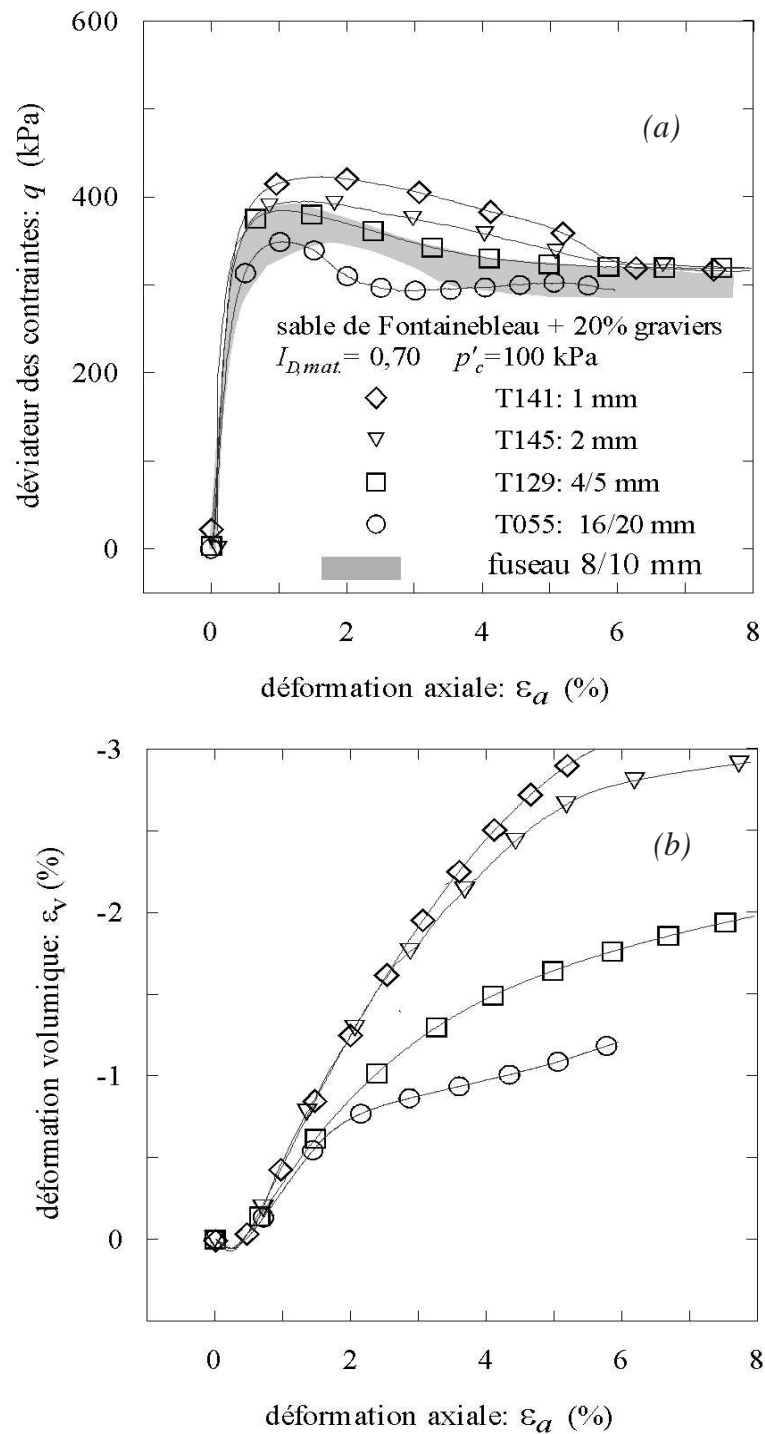 600
400
200
0
déviateur des contraintes: q (kPa)
(a)
sable de Fontainebleau + 20% graviers
I_{D,mat.}= 0,70 p'_c=100 kPa
T141: 1 mm
T145: 2 mm
T129: 4/5 mm
T055: 16/20 mm
fuseau 8/10 mm
0 2 4 6 8
déformation axiale: ε_a (%)
-3
-2
-1
0
déformation volumique: ε_v (%)
(b)
0 2 4 6 8
déformation axiale: ε_a (%)